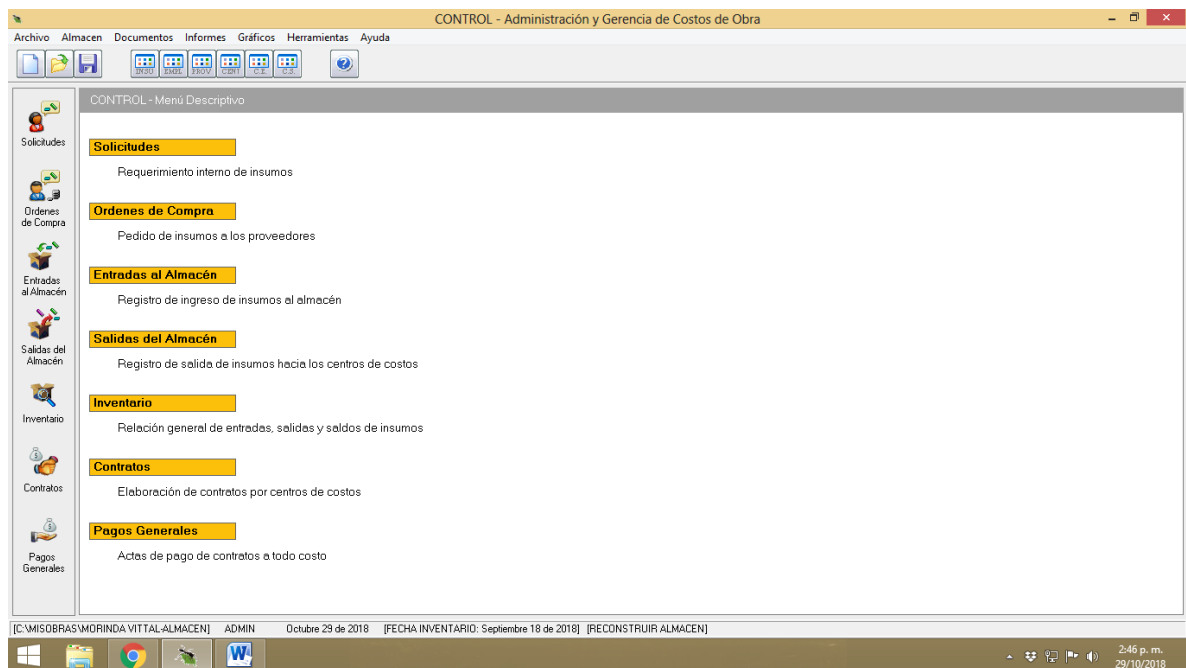 CONTROL - Administración y Gerencia de Costos de Obra
Archivo Almacen Documentos Informes Gráficos Herramientas Ayuda
INSU EMPL PROV CENT C.E. C.S.
CONTROL - Menú Descriptivo
Solicitudes
Ordenes
de Compra
Entradas
al Almacén
Salidas del
Almacén
Inventario
Contratos
Pagos
Generales
Solicitudes
Requerimiento interno de insumos
Ordenes de Compra
Pedido de insumos a los proveedores
Entradas al Almacén
Registro de ingreso de insumos al almacén
Salidas del Almacén
Registro de salida de insumos hacia los centros de costos
Inventario
Relación general de entradas, salidas y saldos de insumos
Contratos
Elaboración de contratos por centros de costos
Pagos Generales
Actas de pago de contratos a todo costo
[C:\MISOBRAS\MORINDA VITTAL-ALMACEN] ADMIN Octubre 29 de 2018 [FECHA INVENTARIO: Septiembre 18 de 2018] [RECONSTRUIR ALMACEN]
2:46 p. m.
29/10/2018